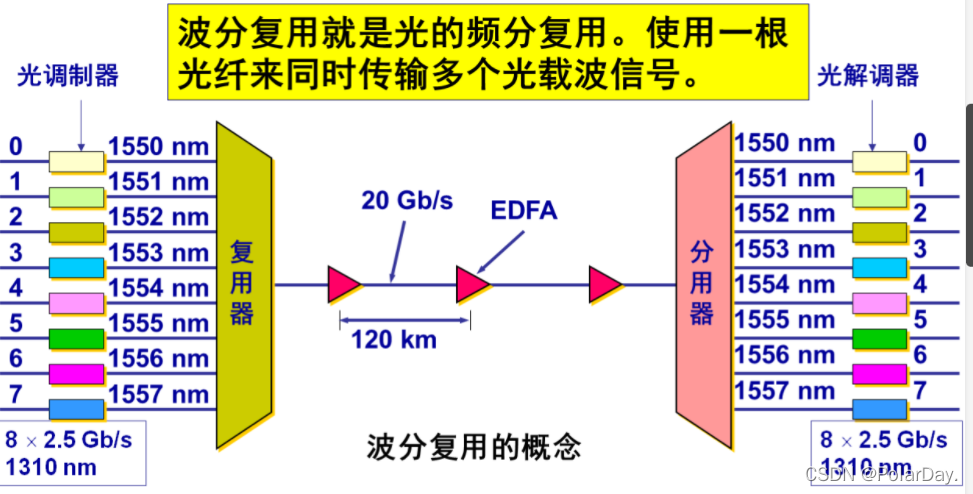 波分复用就是光的频分复用。使用一根
光纤来同时传输多个光载波信号。
光调制器
光解调器
0 1550 nm
1 1551 nm
2 1552 nm
3 1553 nm
4 1554 nm
5 1555 nm
6 1556 nm
7 1557 nm
8 × 2.5 Gb/s
1310 nm
复用器
20 Gb/s
EDFA
120 km
波分复用的概念
分用器
1550 nm 0
1551 nm 1
1552 nm 2
1553 nm 3
1554 nm 4
1555 nm 5
1556 nm 6
1557 nm 7
8 × 2.5 Gb/s
1310 nm
CSDN @PolarDay.